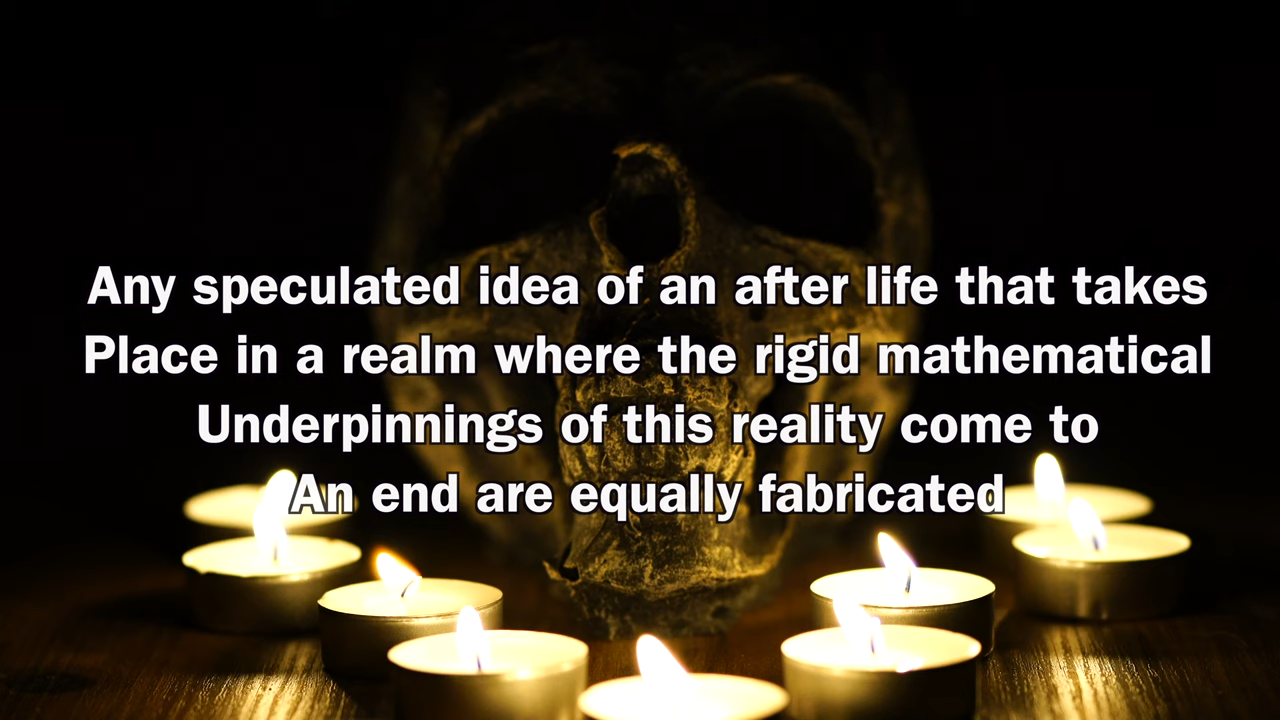 Any speculated idea of an after life that takes
Place in a realm where the rigid mathematical
Underpinnings of this reality come to
An end are equally fabricated